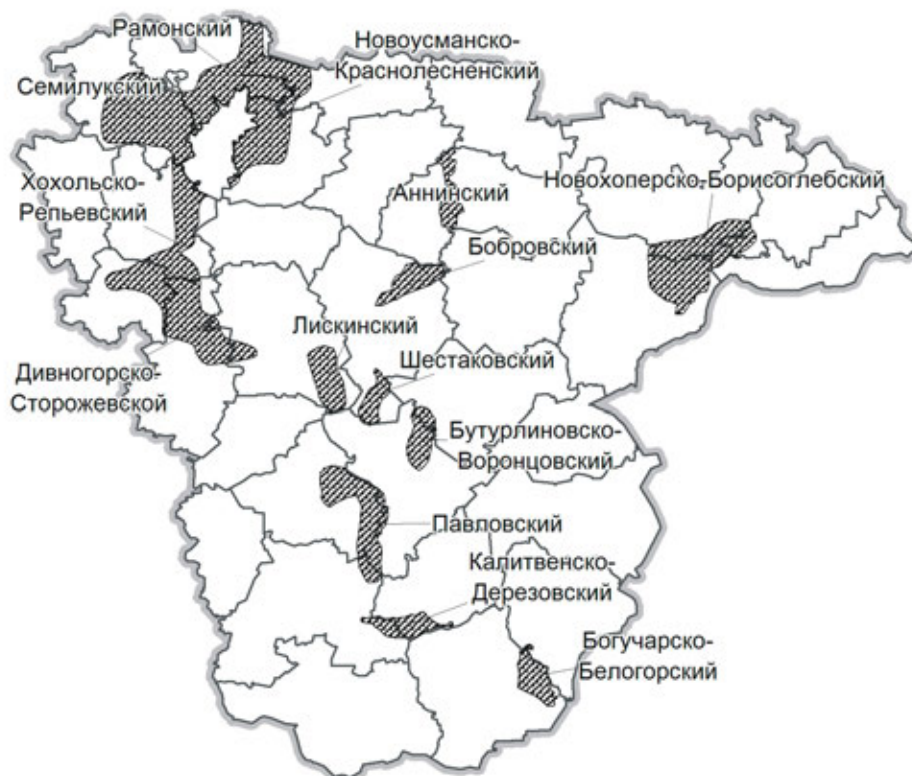 Рамонский
Новоусманско-
Краснолесненский
Семилукский
Хохольско-
Репьевский
Аннинский
Новохоперско-Борисоглебский
Бобровский
Лискинский
Шестаковский
Дивногорско-
Сторожевской
Бутурлиновско-
Воронцовский
Павловский
Калитвенско-
Дерезовский
Богучарско-
Белогорский